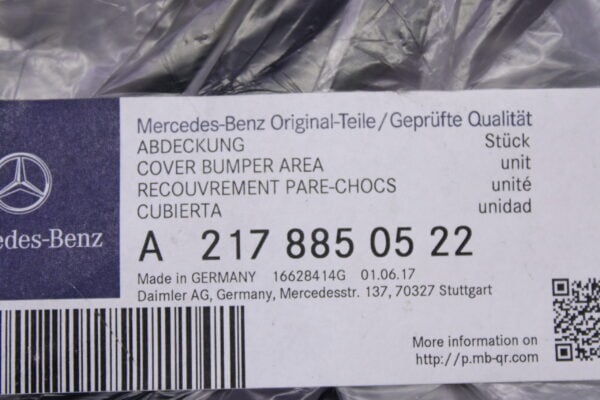 Mercedes-Benz Original-Teile/Geprüfte Qualität
ABDECKUNG Stück
COVER BUMPER AREA unit
RECOUVREMENT PARE-CHOCS unité
CUBIERTA unidad
edes-Benz
A 217 885 05 22
Made in GERMANY 16628414G 01.06.17
Daimler AG, Germany, Mercedesstr. 137, 70327 Stuttgart
More information on
http://p.mb-qr.com